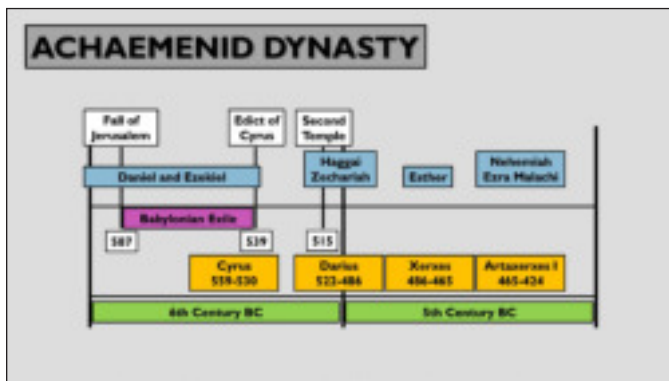 ACHAEMENID DYNASTY
Fall of
Jerusalem
Edict of
Cyrus
Second
Temple
Daniel and Ezekiel
Haggai
Zechariah
Esther
Nehemiah
Ezra Malachi
Babylonian Exile
587
539
515
Cyrus
559-530
Darius
522-486
Xerxes
486-465
Artaxerxes I
465-424
6th Century BC
5th Century BC